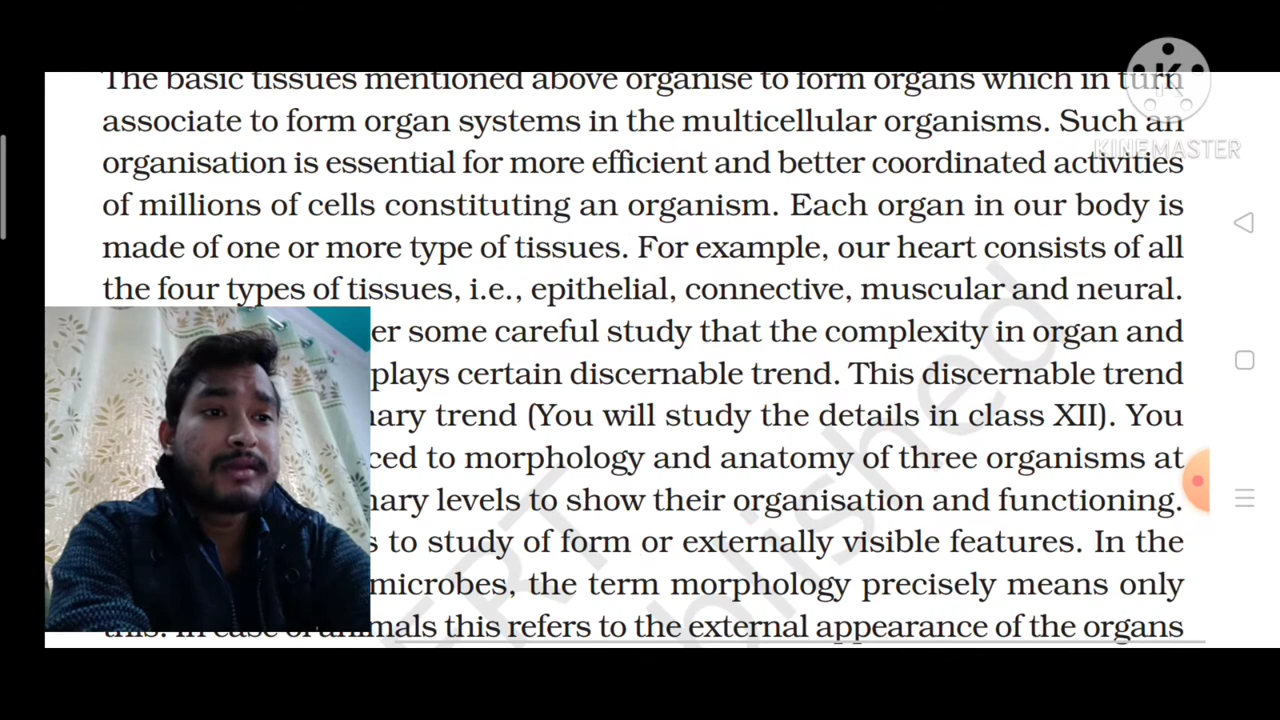 The basic tissues mentioned above organise to form organs which in turn
associate to form organ systems in the multicellular organisms. Such an
organisation is essential for more efficient and better coordinated activities
of millions of cells constituting an organism. Each organ in our body is
made of one or more type of tissues. For example, our heart consists of all
the four types of tissues, i.e., epithelial, connective, muscular and neural.
er some careful study that the complexity in organ and
plays certain discernable trend. This discernable trend
nary trend (You will study the details in class XII). You
ced to morphology and anatomy of three organisms at
nary levels to show their organisation and functioning.
s to study of form or externally visible features. In the
microbes, the term morphology precisely means only
this. In case of animals this refers to the external appearance of the organs
K
KINEMASTER